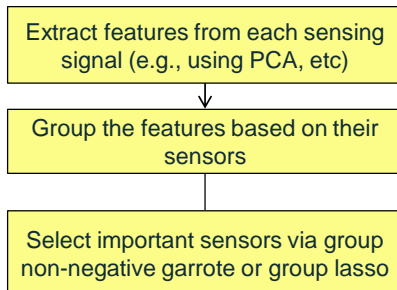 Extract features from each sensing
signal (e.g., using PCA, etc)
Group the features based on their
sensors
Select important sensors via group
non-negative garrote or group lasso